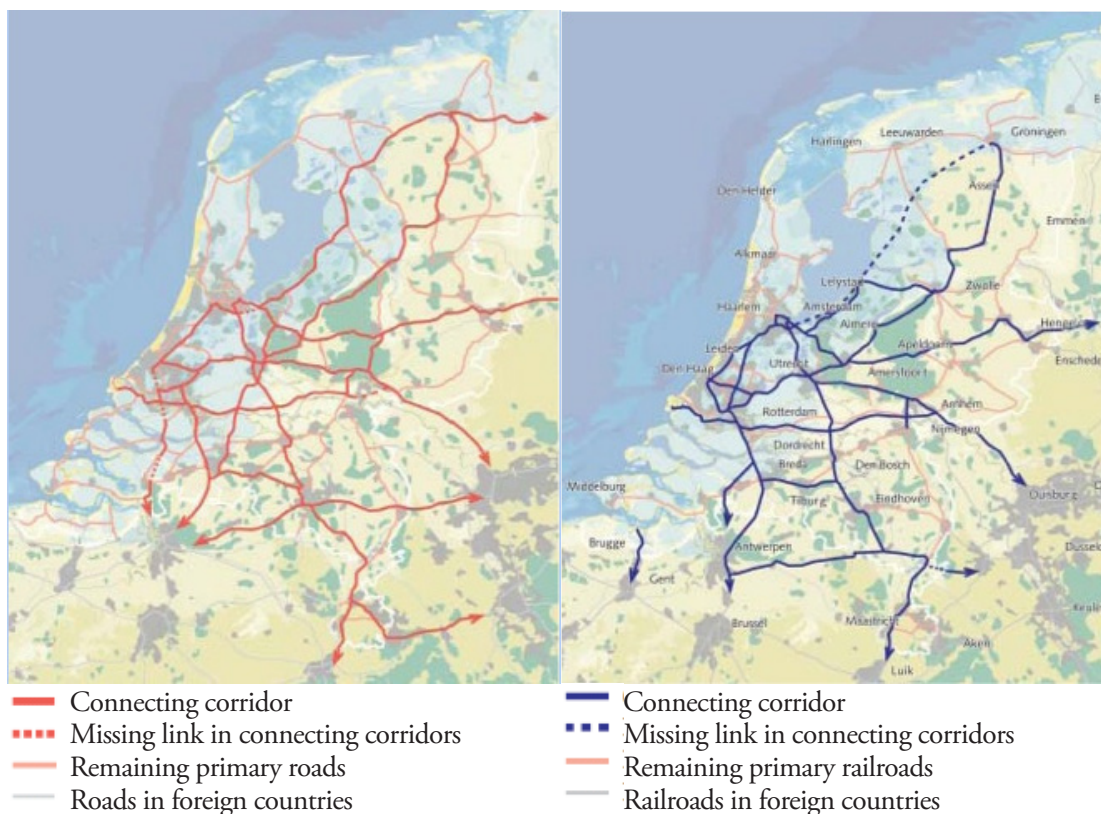 Leeuwarden
Groningen
Harlingen
Den Helder
Assen
Emmen
Alkmaar
Lelystad
Zwolle
Haarlem
Amsterdam
Almere
Hengelo
Leiden
Apeldoorn
Enschede
Den Haag
Utrecht
Amersfoort
Rotterdam
Arnhem
Nijmegen
Dordrecht
Breda
Den Bosch
Middelburg
Tilburg
Eindhoven
Duisburg
Brugge
Antwerpen
Gent
Brussel
Maastricht
Aken
Luik
Connecting corridor
Missing link in connecting corridors
Remaining primary roads
Roads in foreign countries
Connecting corridor
Missing link in connecting corridors
Remaining primary railroads
Railroads in foreign countries